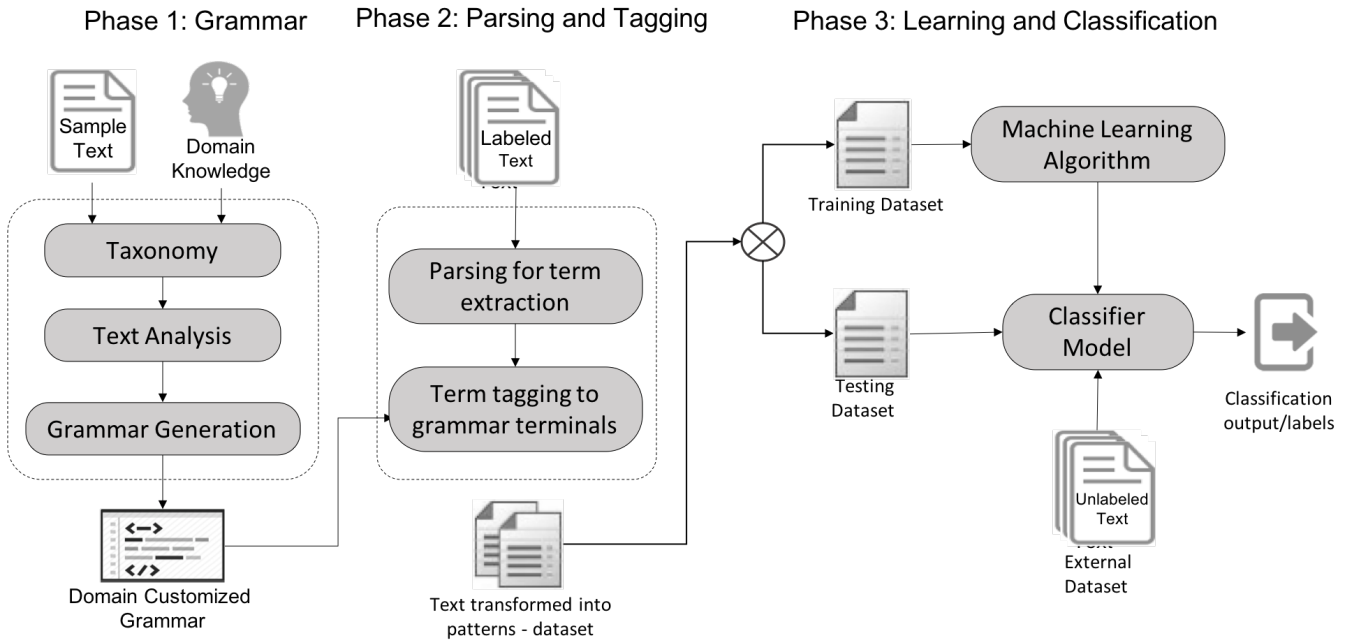 Phase 1: Grammar
Phase 2: Parsing and Tagging
Phase 3: Learning and Classification
Sample
Text
Domain
Knowledge
Taxonomy
Text Analysis
Grammar Generation
<->
</>
Domain Customized
Grammar
Labeled
Text
Text
Parsing for term
extraction
Term tagging to
grammar terminals
Text transformed into
patterns - dataset
Training Dataset
Machine Learning
Algorithm
Testing
Dataset
Classifier
Model
Classification
output/labels
Unlabeled
Text
Text
External
Dataset